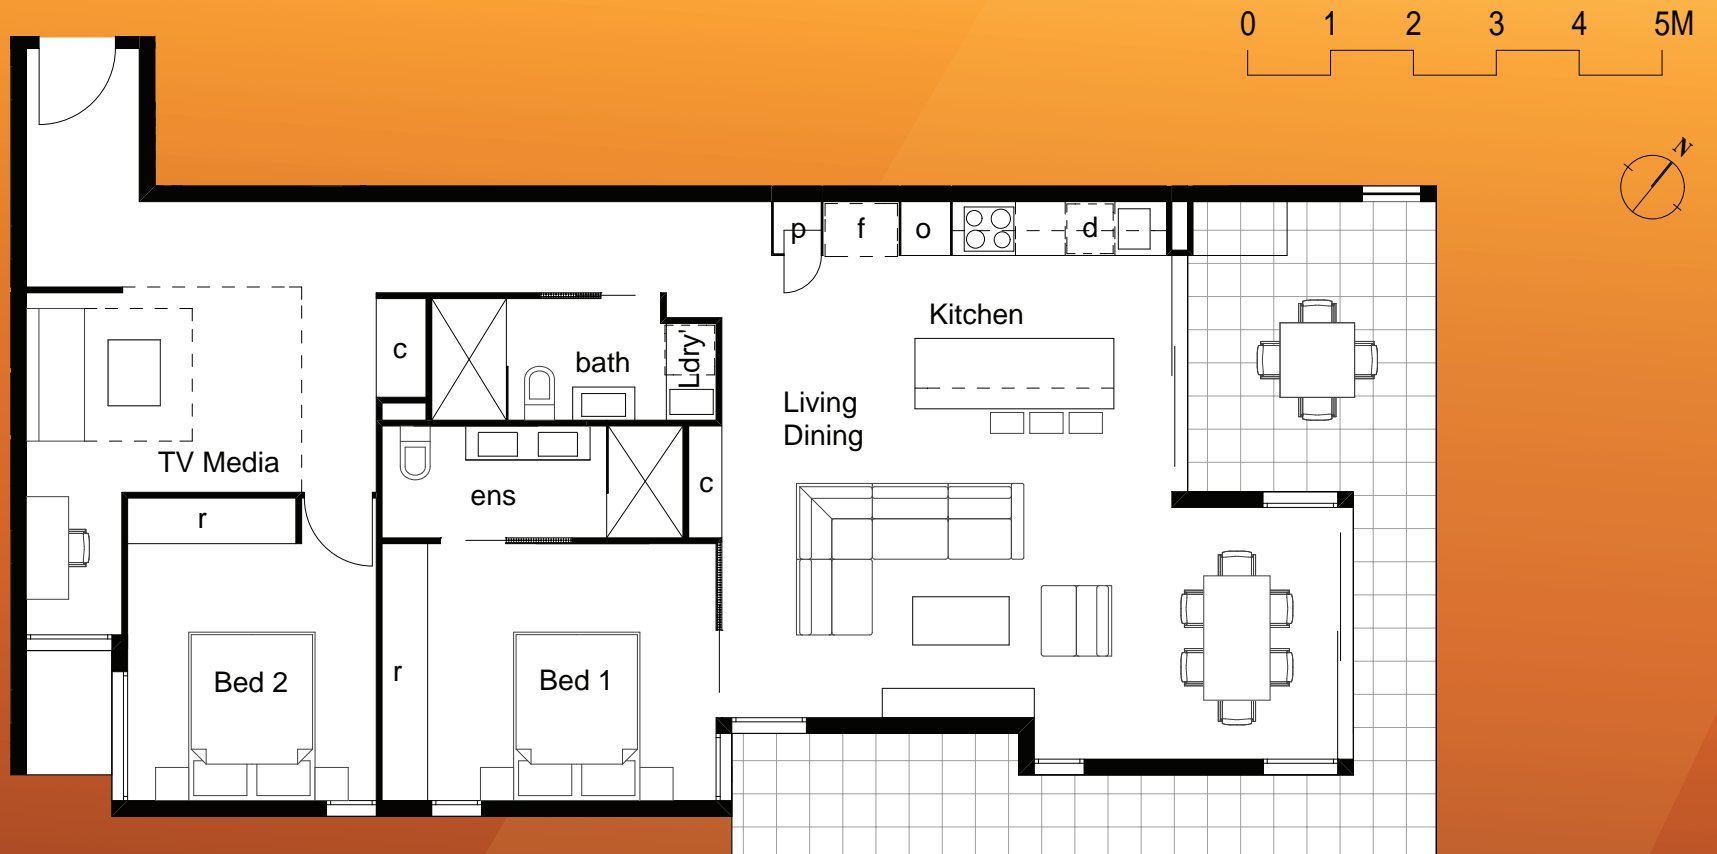 0 1 2 3 4 5M
N
p f o d
Kitchen
c
bath
Ldry'
Living
Dining
TV Media
c
ens
r
r
Bed 2
Bed 1